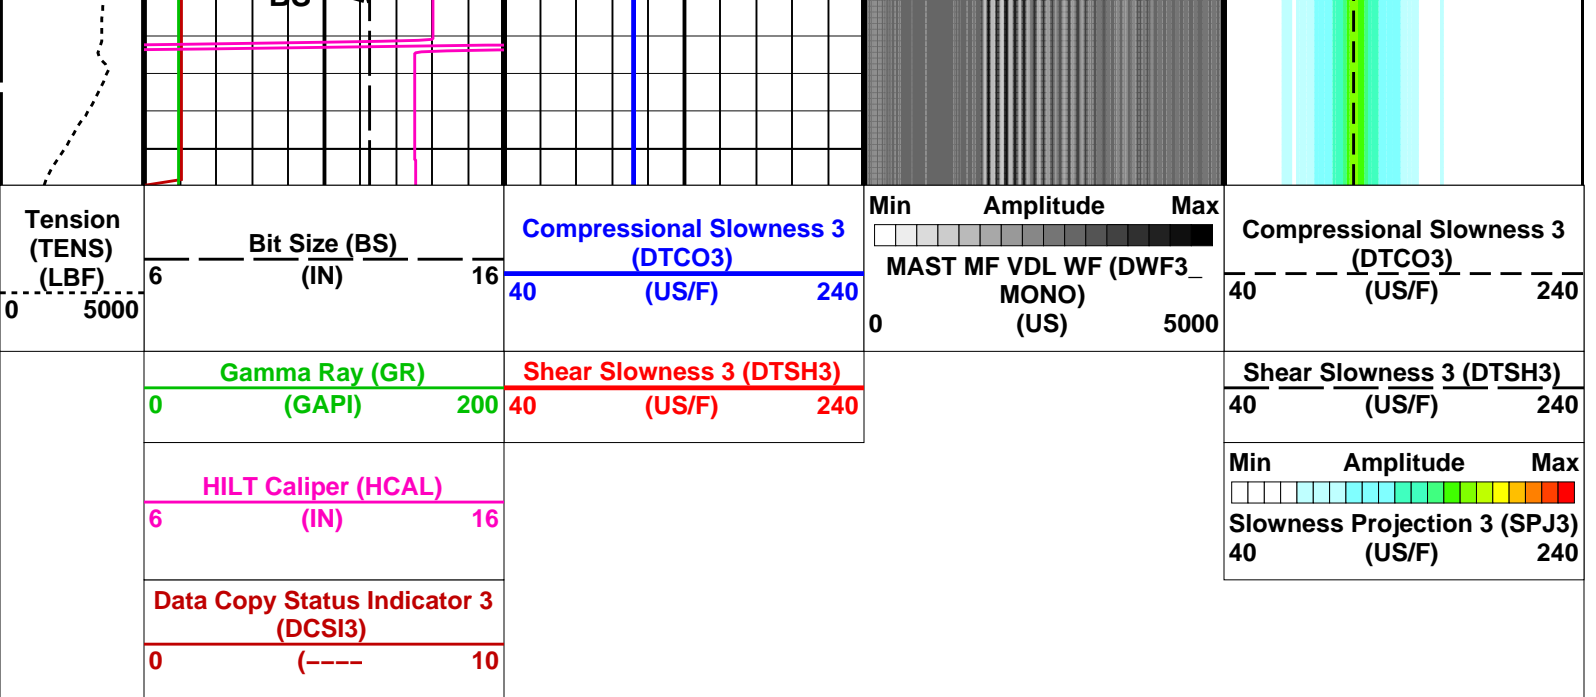 BS
Tension
(TENS)
(LBF)
0 5000
Bit Size (BS)
6 (IN) 16
Compressional Slowness 3
(DTCO3)
40 (US/F) 240
Min Amplitude Max
MAST MF VDL WF (DWF3_
MONO)
0 (US) 5000
Compressional Slowness 3
(DTCO3)
40 (US/F) 240
Gamma Ray (GR)
0 (GAPI) 200
Shear Slowness 3 (DTSH3)
40 (US/F) 240
Shear Slowness 3 (DTSH3)
40 (US/F) 240
HILT Caliper (HCAL)
6 (IN) 16
Min Amplitude Max
Slowness Projection 3 (SPJ3)
40 (US/F) 240
Data Copy Status Indicator 3
(DCSI3)
0 (---- 10